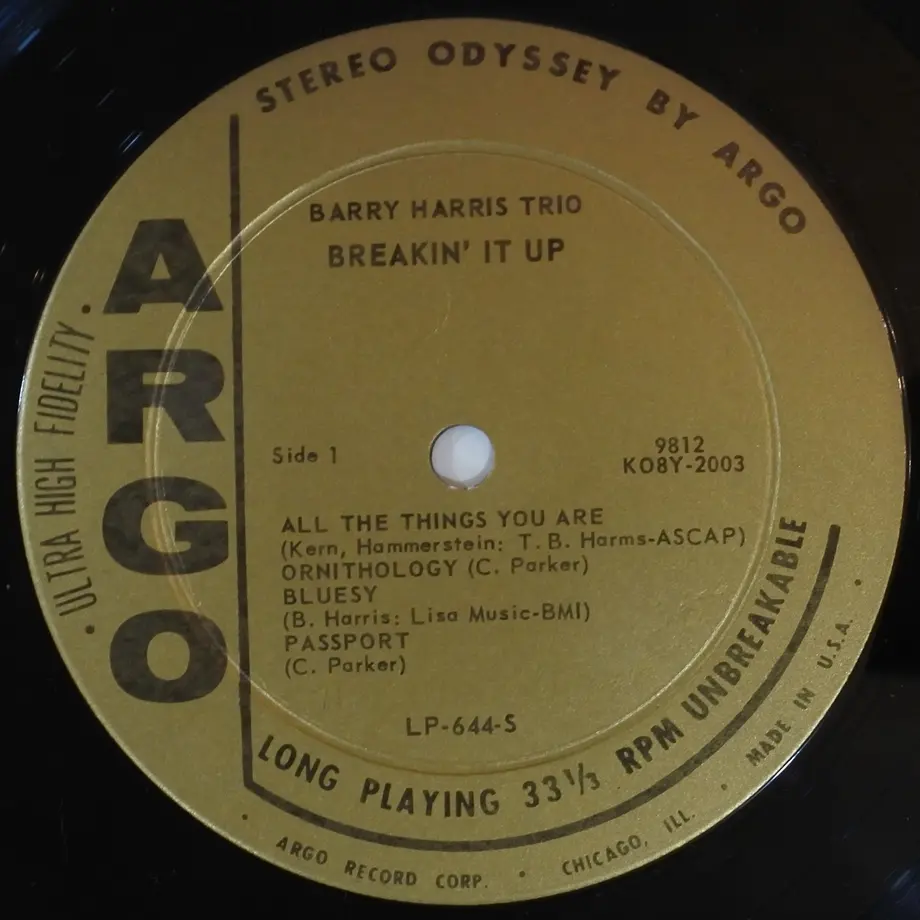 STEREO ODYSSEY BY ARGO
ARGO
· ULTRA HIGH FIDELITY ·
BARRY HARRIS TRIO
BREAKIN' IT UP
Side 1
9812
KO8Y-2003
ALL THE THINGS YOU ARE
(Kern, Hammerstein: T. B. Harms-ASCAP)
ORNITHOLOGY (C. Parker)
BLUESY
(B. Harris: Lisa Music-BMI)
PASSPORT
(C. Parker)
LP-644-S
LONG PLAYING 33⅓ RPM UNBREAKABLE
· ARGO RECORD CORP. · CHICAGO, ILL. · MADE IN U.S.A. ·